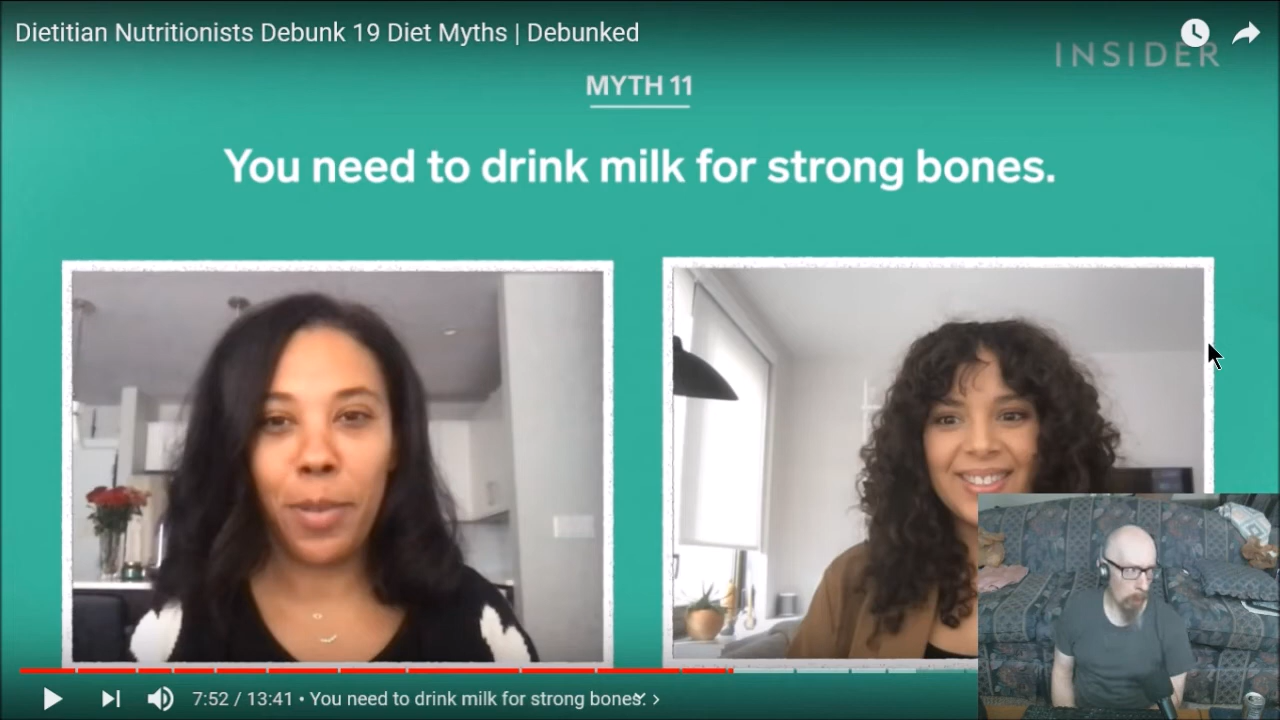 Dietitian Nutritionists Debunk 19 Diet Myths | Debunked
INSIDER
MYTH 11
You need to drink milk for strong bones.
7:52 / 13:41 • You need to drink milk for strong bones.